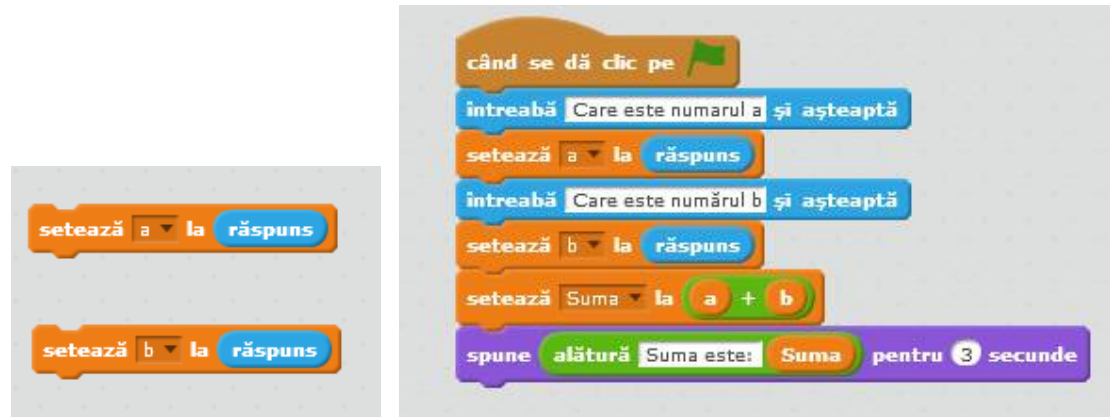 setează a la răspuns
setează b la răspuns
când se dă clic pe
întreabă Care este numarul a și așteaptă
setează a la răspuns
întreabă Care este numărul b și așteaptă
setează b la răspuns
setează Suma la a + b
spune alătură Suma este: Suma pentru 3 secunde